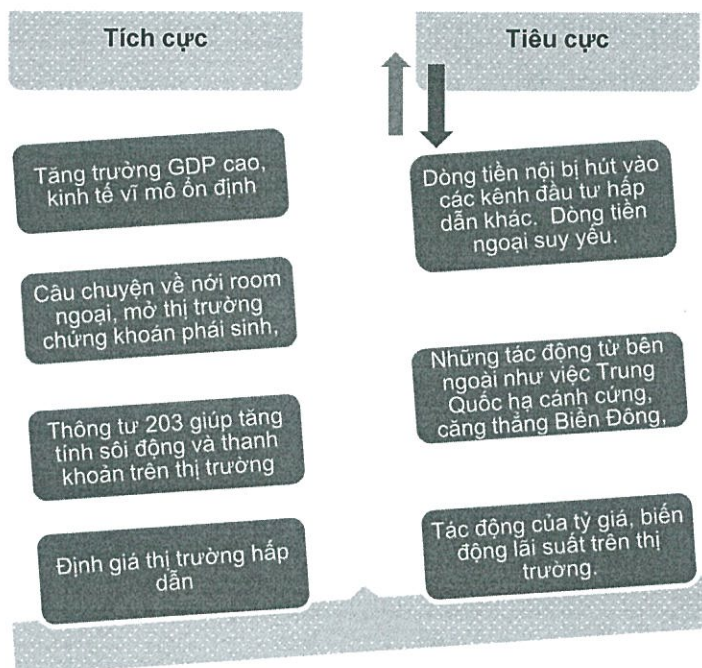 Tích cực
Tăng trưởng GDP cao,
kinh tế vĩ mô ổn định
Câu chuyện về nới room
ngoại, mở thị trường
chứng khoán phái sinh,
Thông tư 203 giúp tăng
tính sôi động và thanh
khoản trên thị trường
Định giá thị trường hấp
dẫn
Tiêu cực
Dòng tiền nội bị hút vào
các kênh đầu tư hấp
dẫn khác. Dòng tiền
ngoại suy yếu.
Những tác động từ bên
ngoài như việc Trung
Quốc hạ cánh cứng,
căng thẳng Biển Đông,
Tác động của tỷ giá, biến
động lãi suất trên thị
trường.